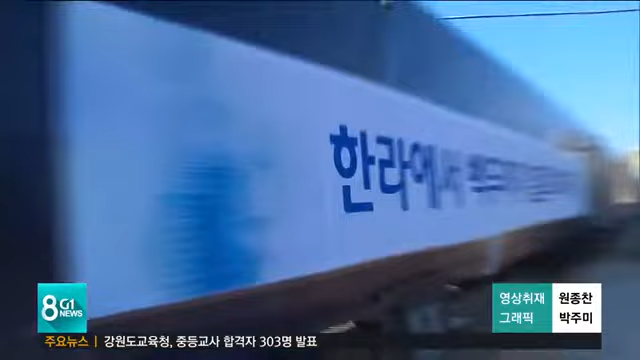 한라에서
8 G1 NEWS
영상취재 원종찬
그래픽 박주미
주요뉴스 : 강원도교육청, 중등교사 합격자 303명 발표